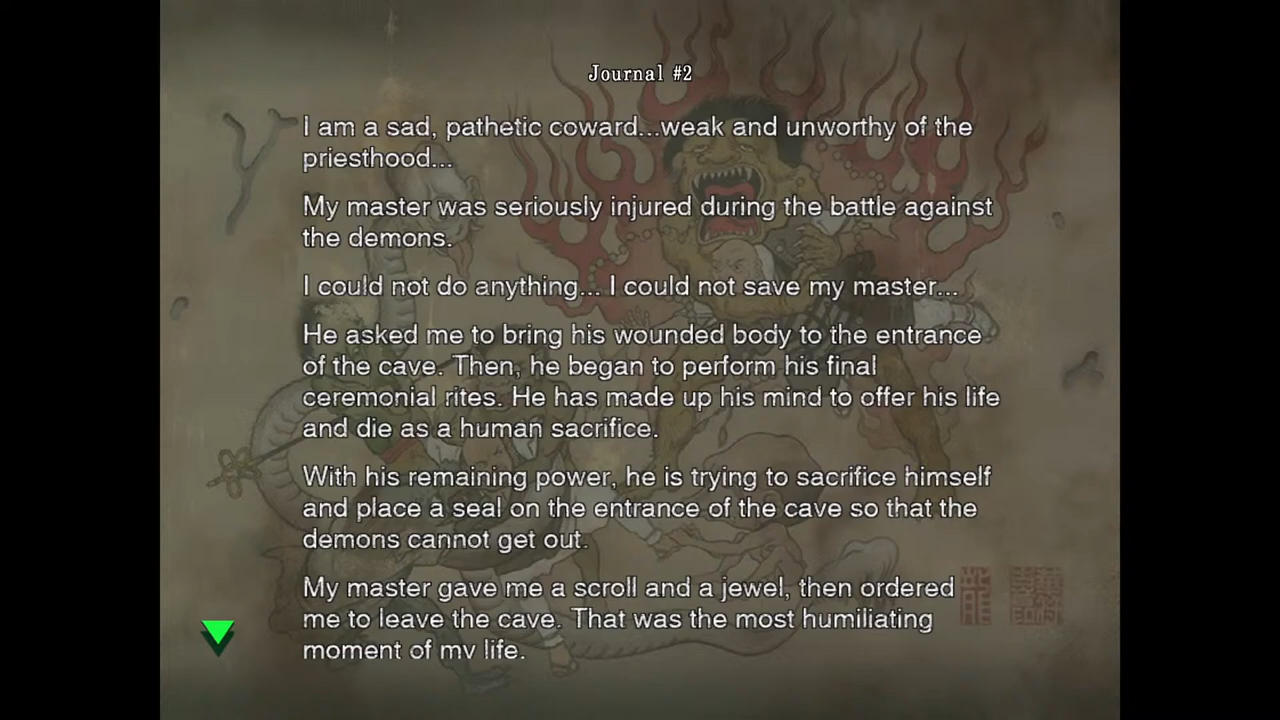 Journal #2
I am a sad, pathetic coward...weak and unworthy of the
priesthood...
My master was seriously injured during the battle against
the demons.
I could not do anything... I could not save my master...
He asked me to bring his wounded body to the entrance
of the cave. Then, he began to perform his final
ceremonial rites. He has made up his mind to offer his life
and die as a human sacrifice.
With his remaining power, he is trying to sacrifice himself
and place a seal on the entrance of the cave so that the
demons cannot get out.
My master gave me a scroll and a jewel, then ordered
me to leave the cave. That was the most humiliating
moment of my life.